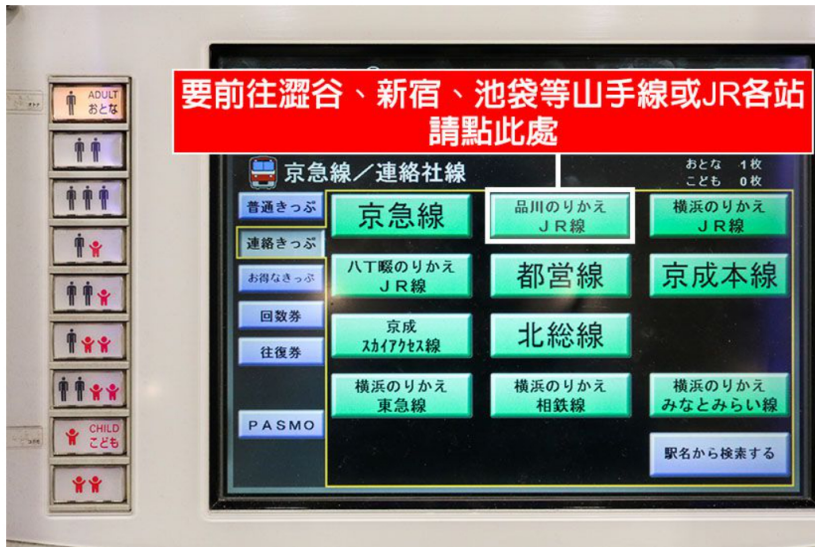 要前往澀谷、新宿、池袋等山手線或JR各站
請點此處
ADULT
おとな
京急線／連絡社線
おとな 1枚
こども 0枚
普通きっぷ
連絡きっぷ
お得なきっぷ
回数券
往復券
PASMO
京急線
品川のりかえ
JR線
横浜のりかえ
JR線
八丁畷のりかえ
JR線
都営線
京成本線
京成
スカイアクセス線
北総線
横浜のりかえ
東急線
横浜のりかえ
相鉄線
横浜のりかえ
みなとみらい線
駅名から検索する
CHILD
こども